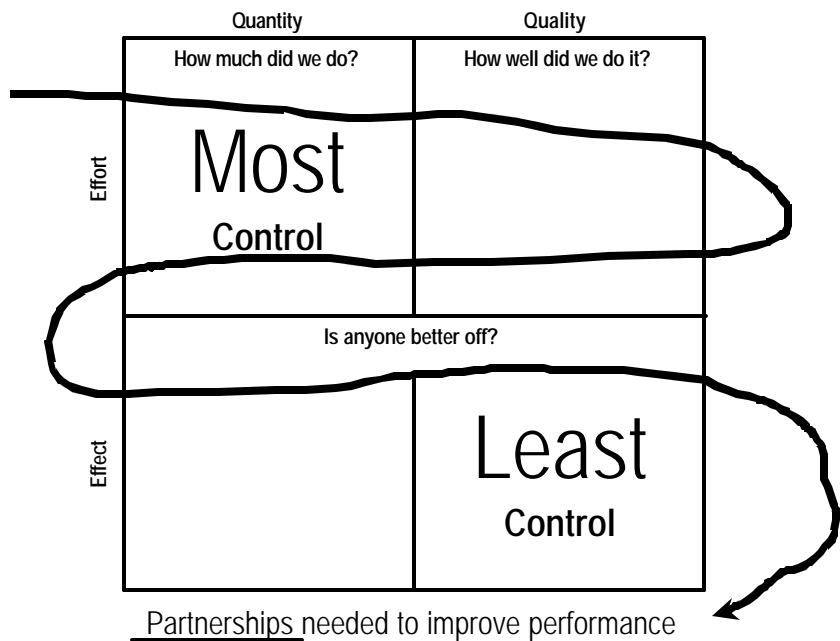 Quantity
Quality
How much did we do?
How well did we do it?
Effort
Most
Control
Is anyone better off?
Effect
Least
Control
Partnerships needed to improve performance